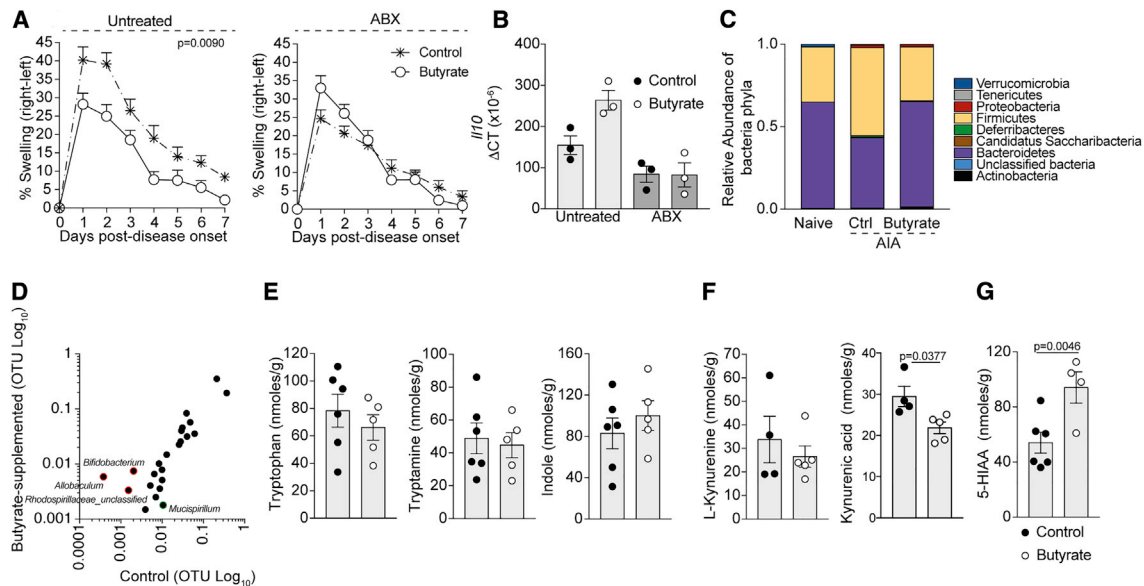 A
Untreated
ABX
p=0.0090
Control
Butyrate
% Swelling (right-left)
45
40
35
30
25
20
15
10
5
0
0 1 2 3 4 5 6 7
Days post-disease onset
% Swelling (right-left)
45
40
35
30
25
20
15
10
5
0
0 1 2 3 4 5 6 7
Days post-disease onset
B
Il10
ΔCT (x10⁻⁶)
400
300
200
100
0
Control
Butyrate
Untreated ABX
C
Relative Abundance of
bacteria phyla
1.0
0.5
0.0
Naive Ctrl Butyrate
AIA
Verrucomicrobia
Tenericutes
Proteobacteria
Firmicutes
Deferribacteres
Candidatus Saccharibacteria
Bacteroidetes
Unclassified bacteria
Actinobacteria
D
Butyrate-supplemented (OTU Log₁₀)
1
0.1
0.01
0.001
Bifidobacterium
Allobaculum
Rhodospirillaceae_unclassified
Mucispirillum
0.0001 0.001 0.01 0.1 1
Control (OTU Log₁₀)
E
Tryptophan (nmoles/g)
120
100
80
60
40
20
0
Tryptamine (nmoles/g)
100
80
60
40
20
0
Indole (nmoles/g)
160
120
80
40
0
F
L-Kynurenine (nmoles/g)
70
60
50
40
30
20
10
0
Kynurenic acid (nmoles/g)
p=0.0377
40
30
20
10
0
G
p=0.0046
5-HIAA (nmoles/g)
120
80
40
0
Control
Butyrate